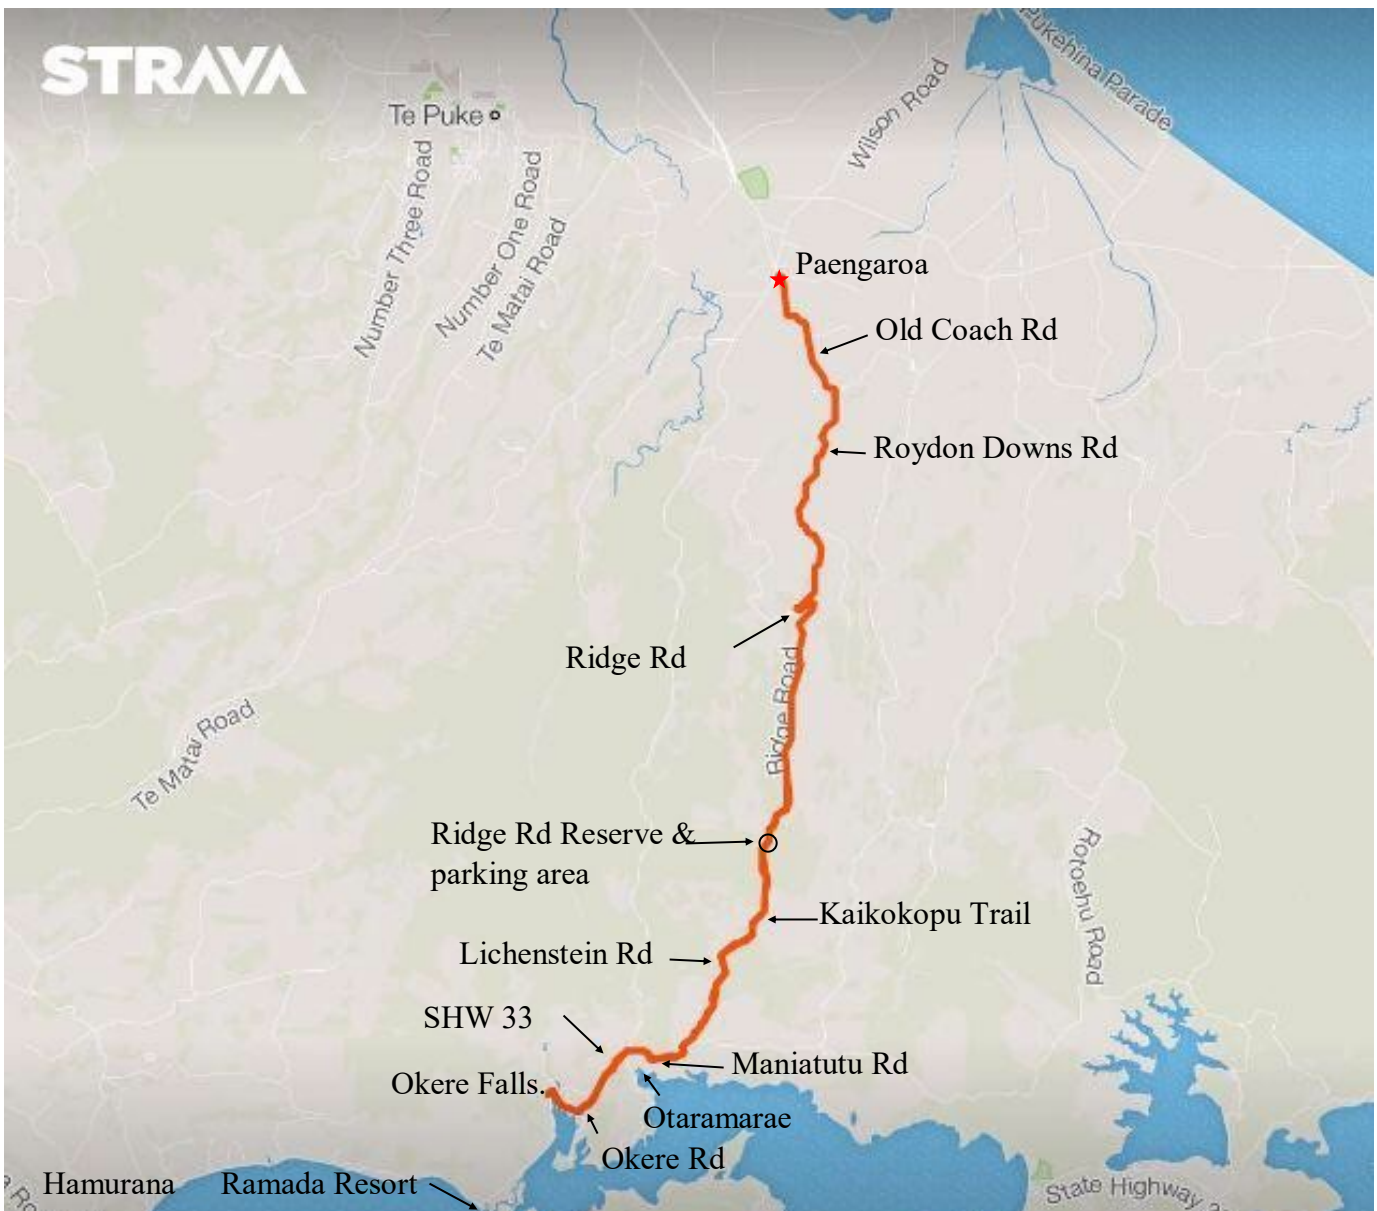 Pukehina Parade
STRAVA
Wilson Road
Te Puke
Number Three Road
Number One Road
Te Matai Road
Paengaroa
Old Coach Rd
Roydon Downs Rd
Ridge Rd
Ridge Road
Te Matai Road
Ridge Rd Reserve &
parking area
Rotoehu Road
Kaikokopu Trail
Lichenstein Rd
SHW 33
Maniatutu Rd
Okere Falls.
Otaramarae
Okere Rd
Hamurana
Ramada Resort
State Highway